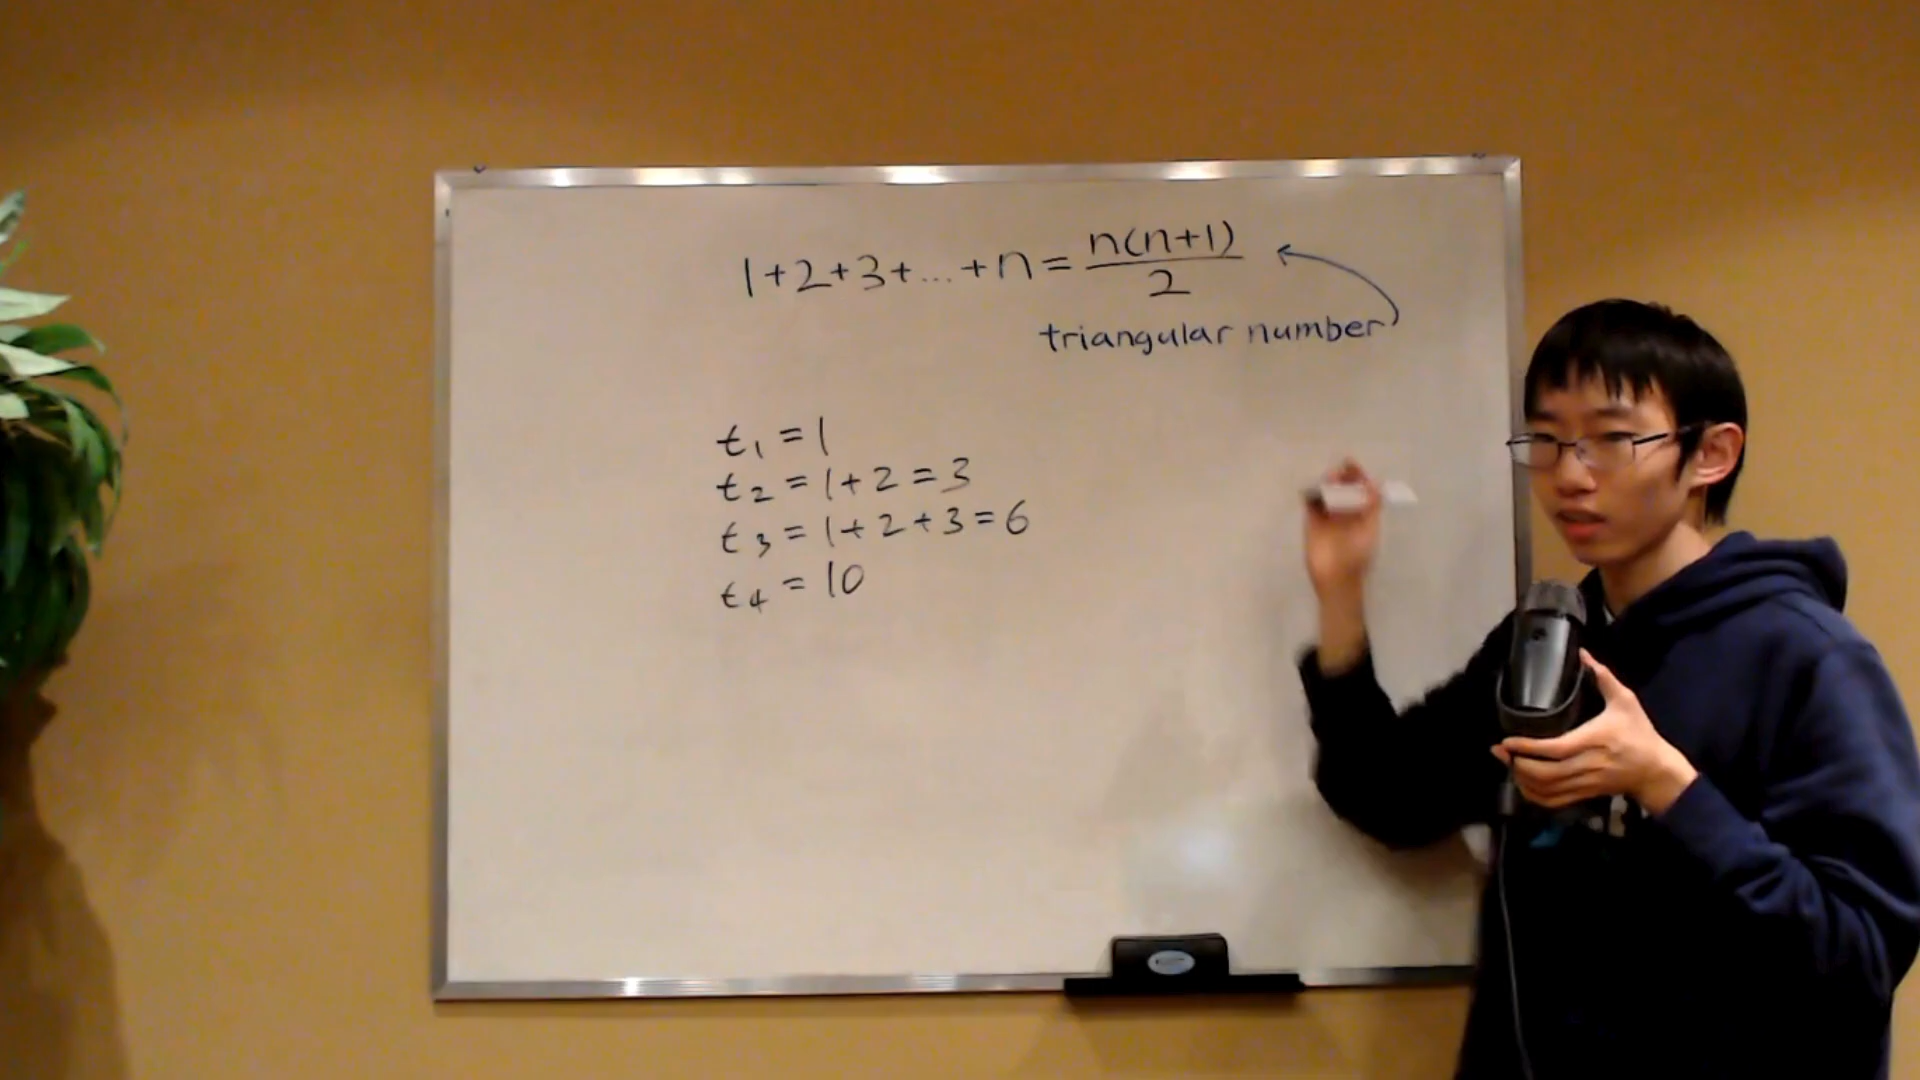 1+2+3+...+n = n(n+1)/2
triangular number
t₁ = 1
t₂ = 1+2 = 3
t₃ = 1+2+3 = 6
t₄ = 10